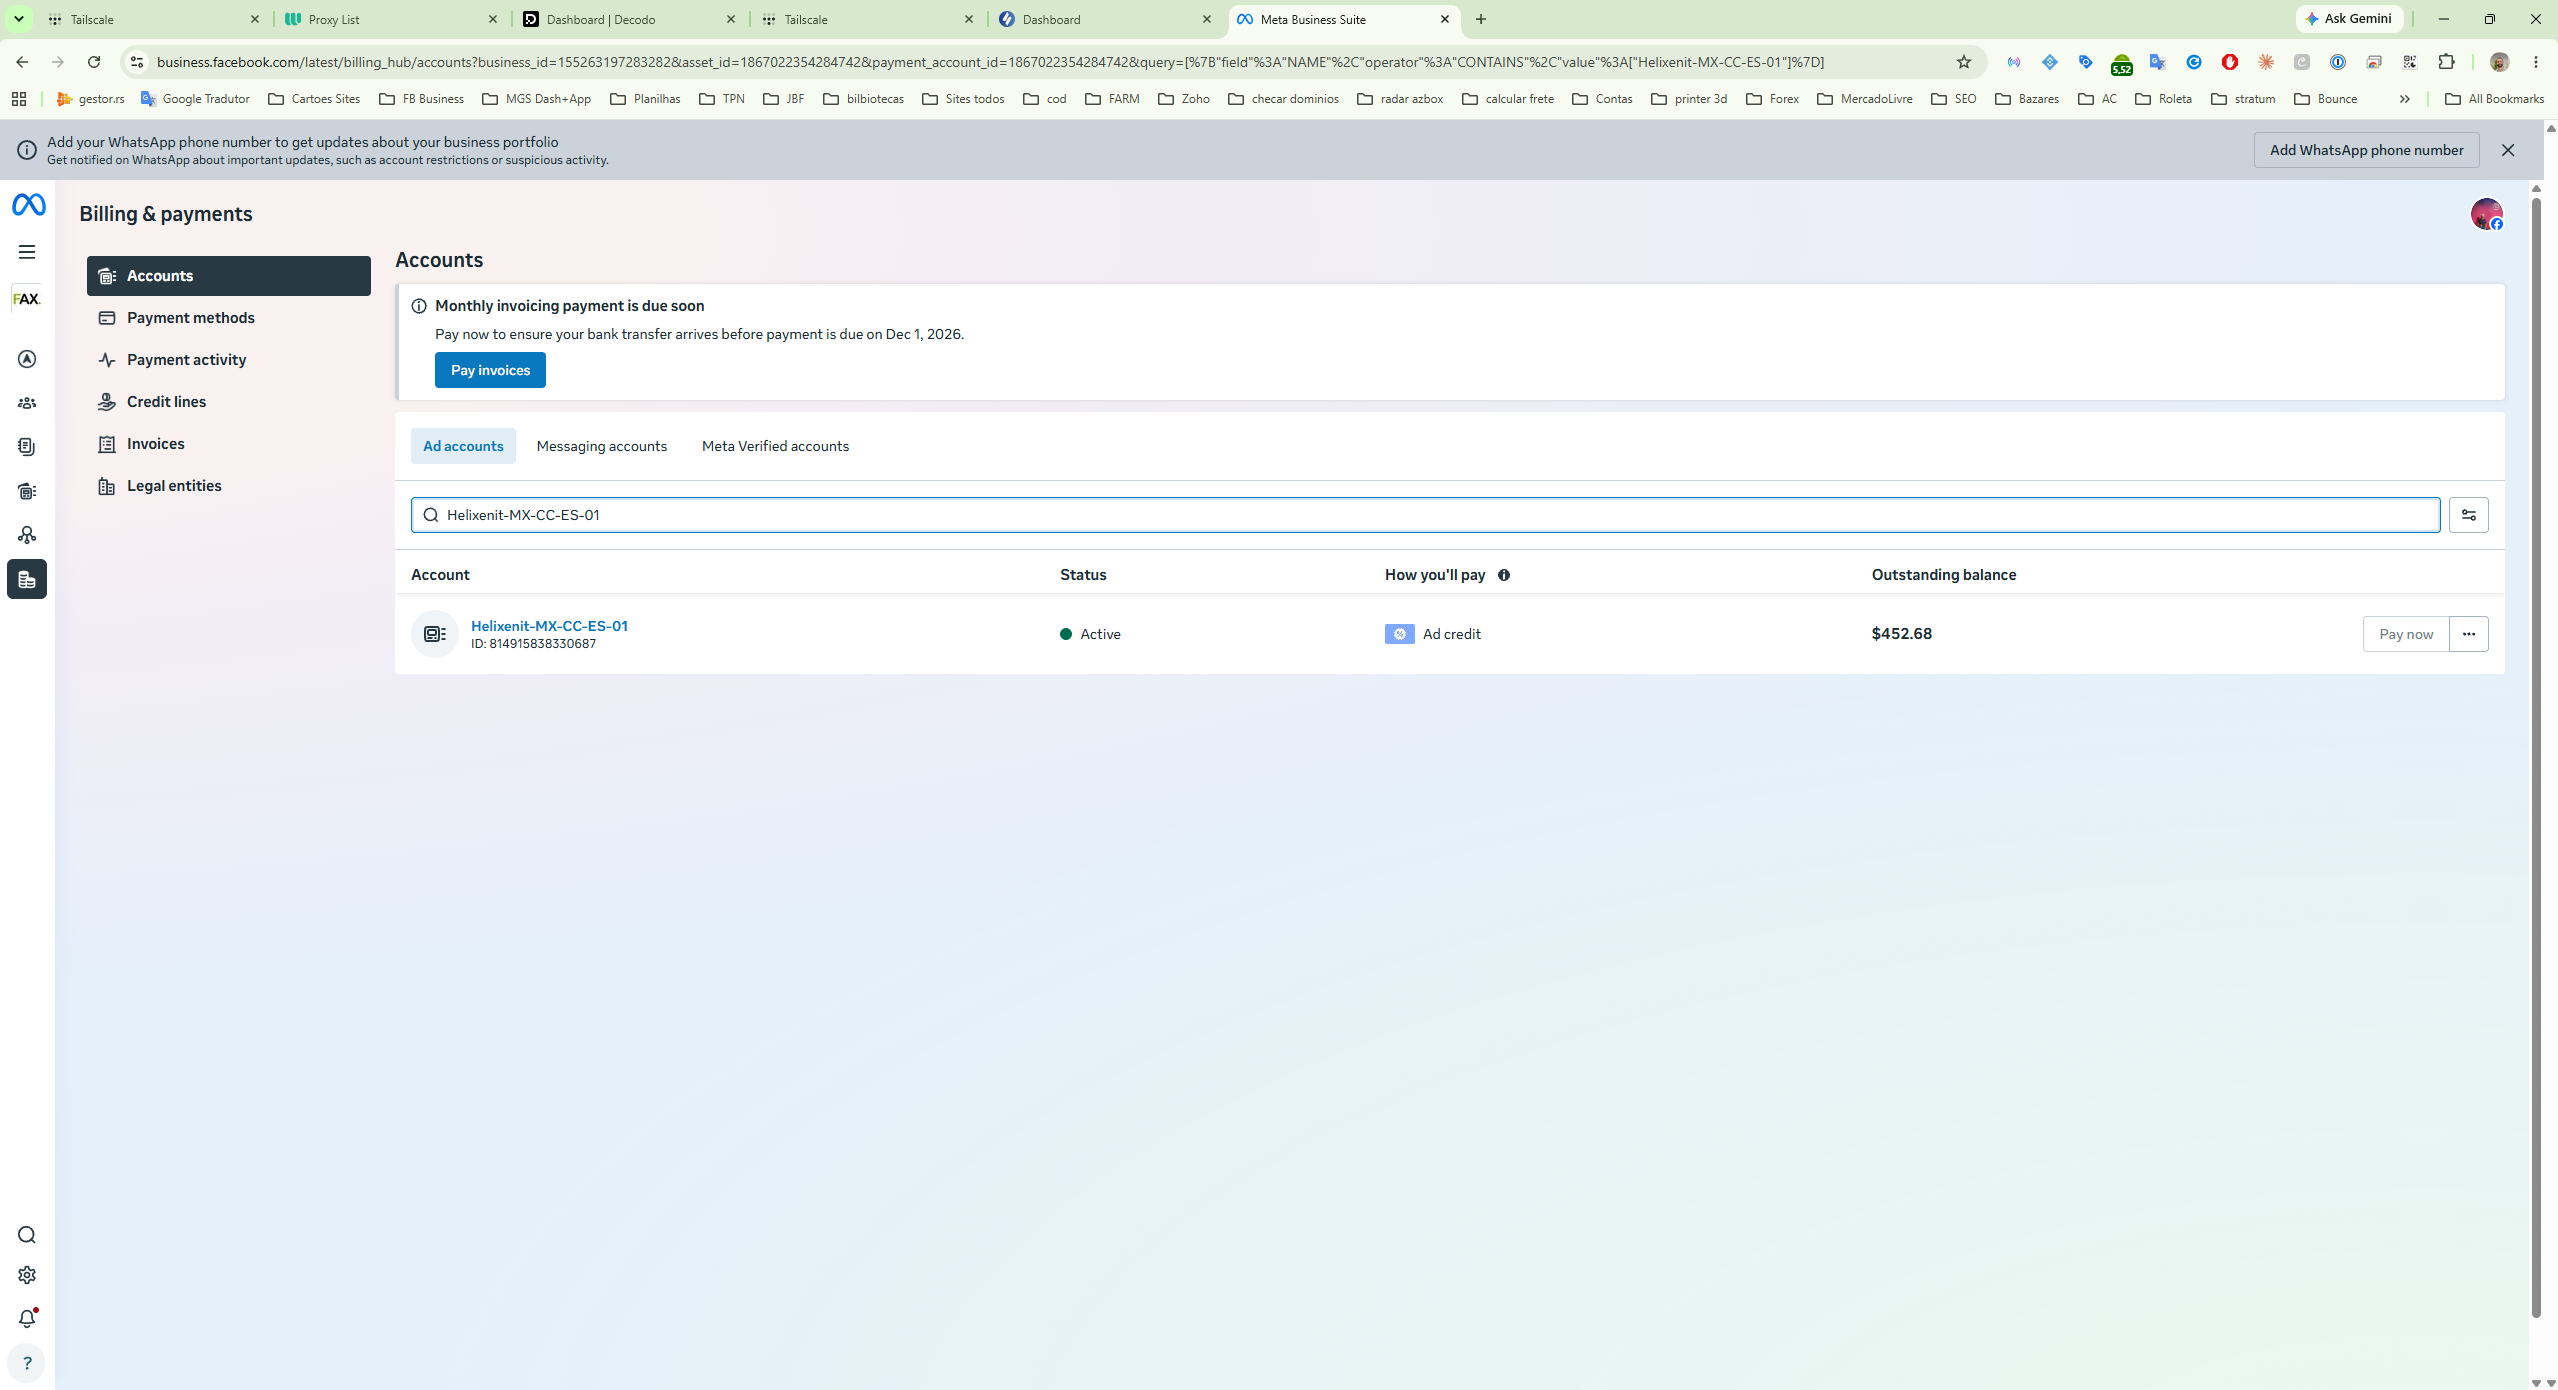 Tailscale
Proxy List
Dashboard | Decodo
Tailscale
Dashboard
Meta Business Suite
Ask Gemini
business.facebook.com/latest/billing_hub/accounts?business_id=155263197283282&asset_id=1867022354284742&payment_account_id=1867022354284742&query=[%7B"field"%3A"NAME"%2C"operator"%3A"CONTAINS"%2C"value"%3A["Helixenit-MX-CC-ES-01"]%7D]
5,52
gestor.rs
Google Tradutor
Cartoes Sites
FB Business
MGS Dash+App
Planilhas
TPN
JBF
bilbiotecas
Sites todos
cod
FARM
Zoho
checar dominios
radar azbox
calcular frete
Contas
printer 3d
Forex
MercadoLivre
SEO
Bazares
AC
Roleta
stratum
Bounce
All Bookmarks
Add your WhatsApp phone number to get updates about your business portfolio
Get notified on WhatsApp about important updates, such as account restrictions or suspicious activity.
Add WhatsApp phone number
Billing & payments
FAX.
Accounts
Payment methods
Payment activity
Credit lines
Invoices
Legal entities
Accounts
Monthly invoicing payment is due soon
Pay now to ensure your bank transfer arrives before payment is due on Dec 1, 2026.
Pay invoices
Ad accounts
Messaging accounts
Meta Verified accounts
Helixenit-MX-CC-ES-01
Account
Status
How you'll pay
Outstanding balance
Helixenit-MX-CC-ES-01
ID: 814915838330687
Active
Ad credit
$452.68
Pay now
?